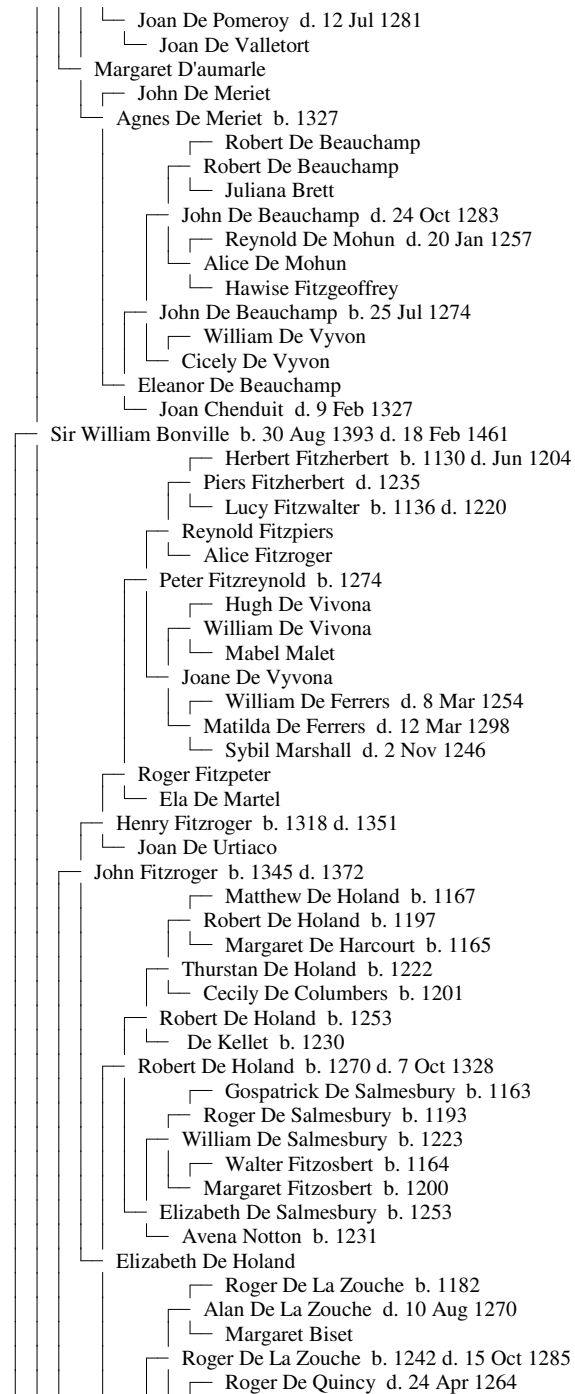 Joan De Pomeroy d. 12 Jul 1281
Joan De Valletort
Margaret D'aumarle
John De Meriet
Agnes De Meriet b. 1327
Robert De Beauchamp
Robert De Beauchamp
Juliana Brett
John De Beauchamp d. 24 Oct 1283
Reynold De Mohun d. 20 Jan 1257
Alice De Mohun
Hawise Fitzgeoffrey
John De Beauchamp b. 25 Jul 1274
William De Vyvon
Cicely De Vyvon
Eleanor De Beauchamp
Joan Chenduit d. 9 Feb 1327
Sir William Bonville b. 30 Aug 1393 d. 18 Feb 1461
Herbert Fitzherbert b. 1130 d. Jun 1204
Piers Fitzherbert d. 1235
Lucy Fitzwalter b. 1136 d. 1220
Reynold Fitzpiers
Alice Fitzroger
Peter Fitzreynold b. 1274
Hugh De Vivona
William De Vivona
Mabel Malet
Joane De Vyvona
William De Ferrers d. 8 Mar 1254
Matilda De Ferrers d. 12 Mar 1298
Sybil Marshall d. 2 Nov 1246
Roger Fitzpeter
Ela De Martel
Henry Fitzroger b. 1318 d. 1351
Joan De Urtiaco
John Fitzroger b. 1345 d. 1372
Matthew De Holand b. 1167
Robert De Holand b. 1197
Margaret De Harcourt b. 1165
Thurstan De Holand b. 1222
Cecily De Columbers b. 1201
Robert De Holand b. 1253
De Kellet b. 1230
Robert De Holand b. 1270 d. 7 Oct 1328
Gospatrick De Salmesbury b. 1163
Roger De Salmesbury b. 1193
William De Salmesbury b. 1223
Walter Fitzosbert b. 1164
Margaret Fitzosbert b. 1200
Elizabeth De Salmesbury b. 1253
Avena Notton b. 1231
Elizabeth De Holand
Roger De La Zouche b. 1182
Alan De La Zouche d. 10 Aug 1270
Margaret Biset
Roger De La Zouche b. 1242 d. 15 Oct 1285
Roger De Quincy d. 24 Apr 1264